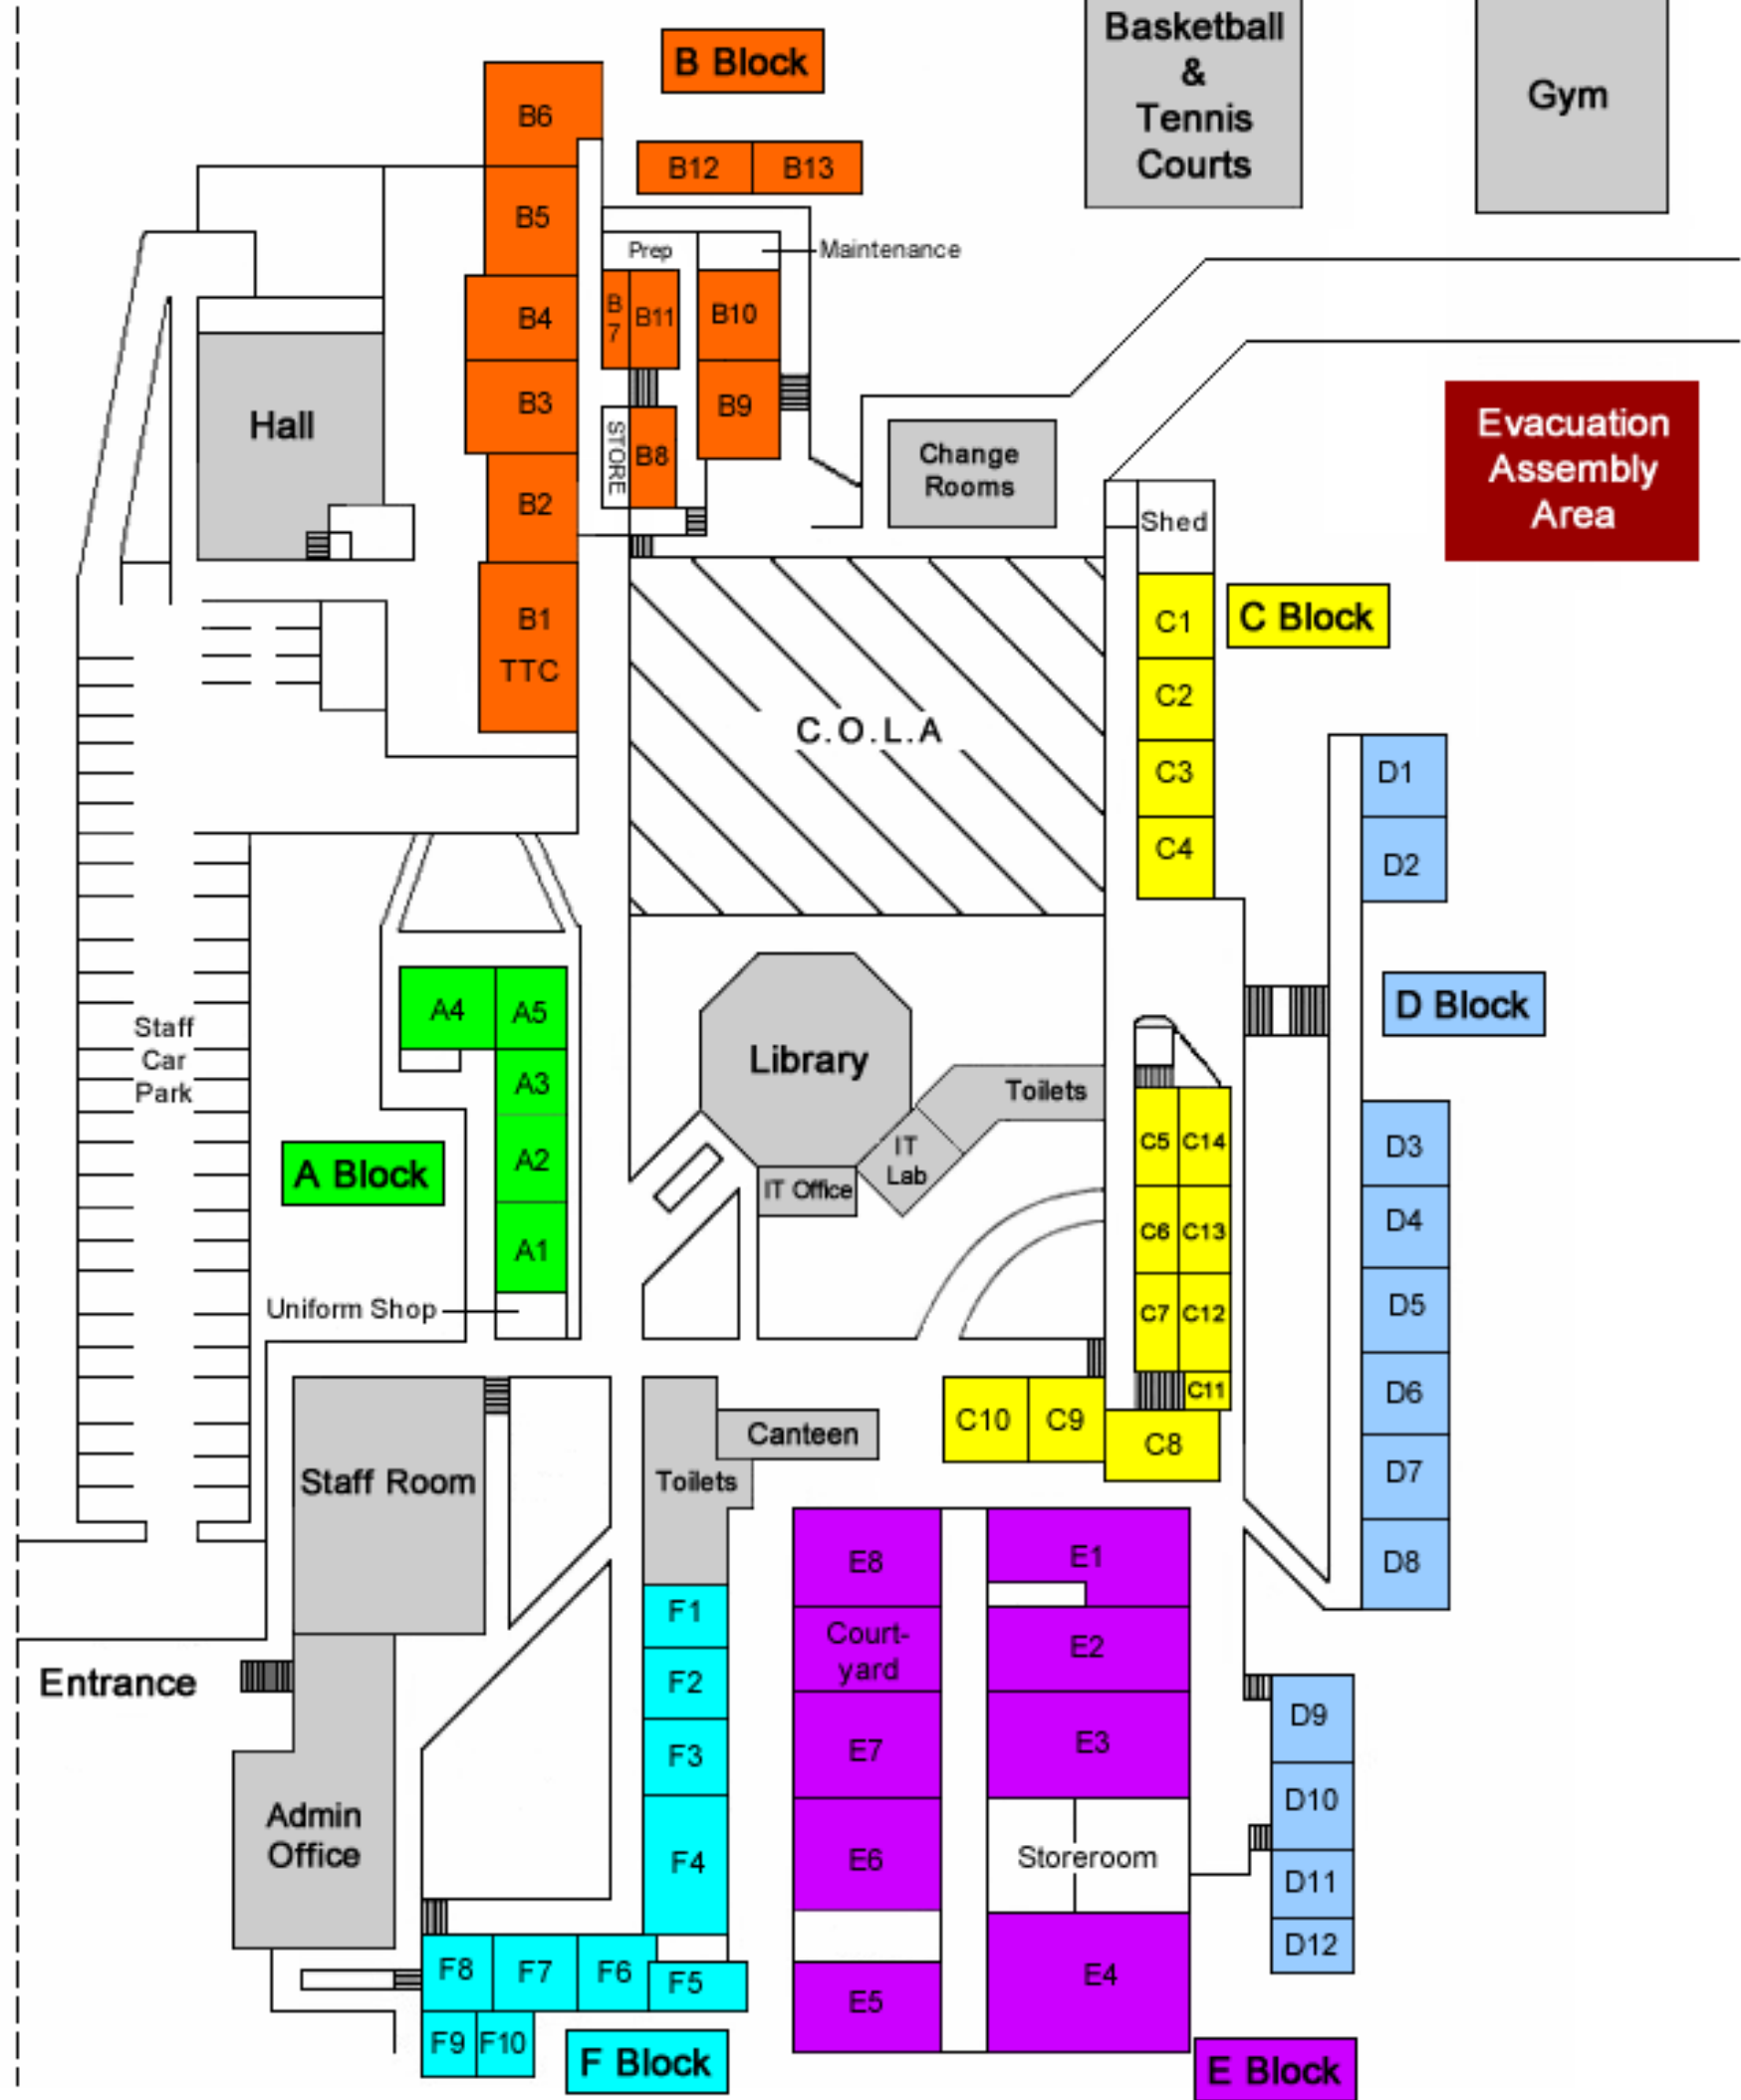 Basketball
&
Tennis
Courts
Gym
B Block
B6
B12
B13
B5
Prep
Maintenance
B4
B
7
B11
B10
B3
B9
Hall
STORE
B8
B2
Change
Rooms
Evacuation
Assembly
Area
Shed
B1
TTC
C1
C Block
C2
C.O.L.A
C3
C4
D1
D2
A4
A5
D Block
Staff
Car
Park
Library
A3
Toilets
A Block
A2
IT
Lab
IT Office
C5
C14
D3
A1
C6
C13
D4
Uniform Shop
C7
C12
D5
C11
D6
Canteen
C10
C9
C8
Staff Room
Toilets
D7
E8
E1
D8
F1
Court-
yard
E2
Entrance
F2
D9
F3
E7
E3
D10
Admin
Office
F4
E6
Storeroom
D11
D12
F8
F7
F6
F5
E5
E4
F9
F10
F Block
E Block